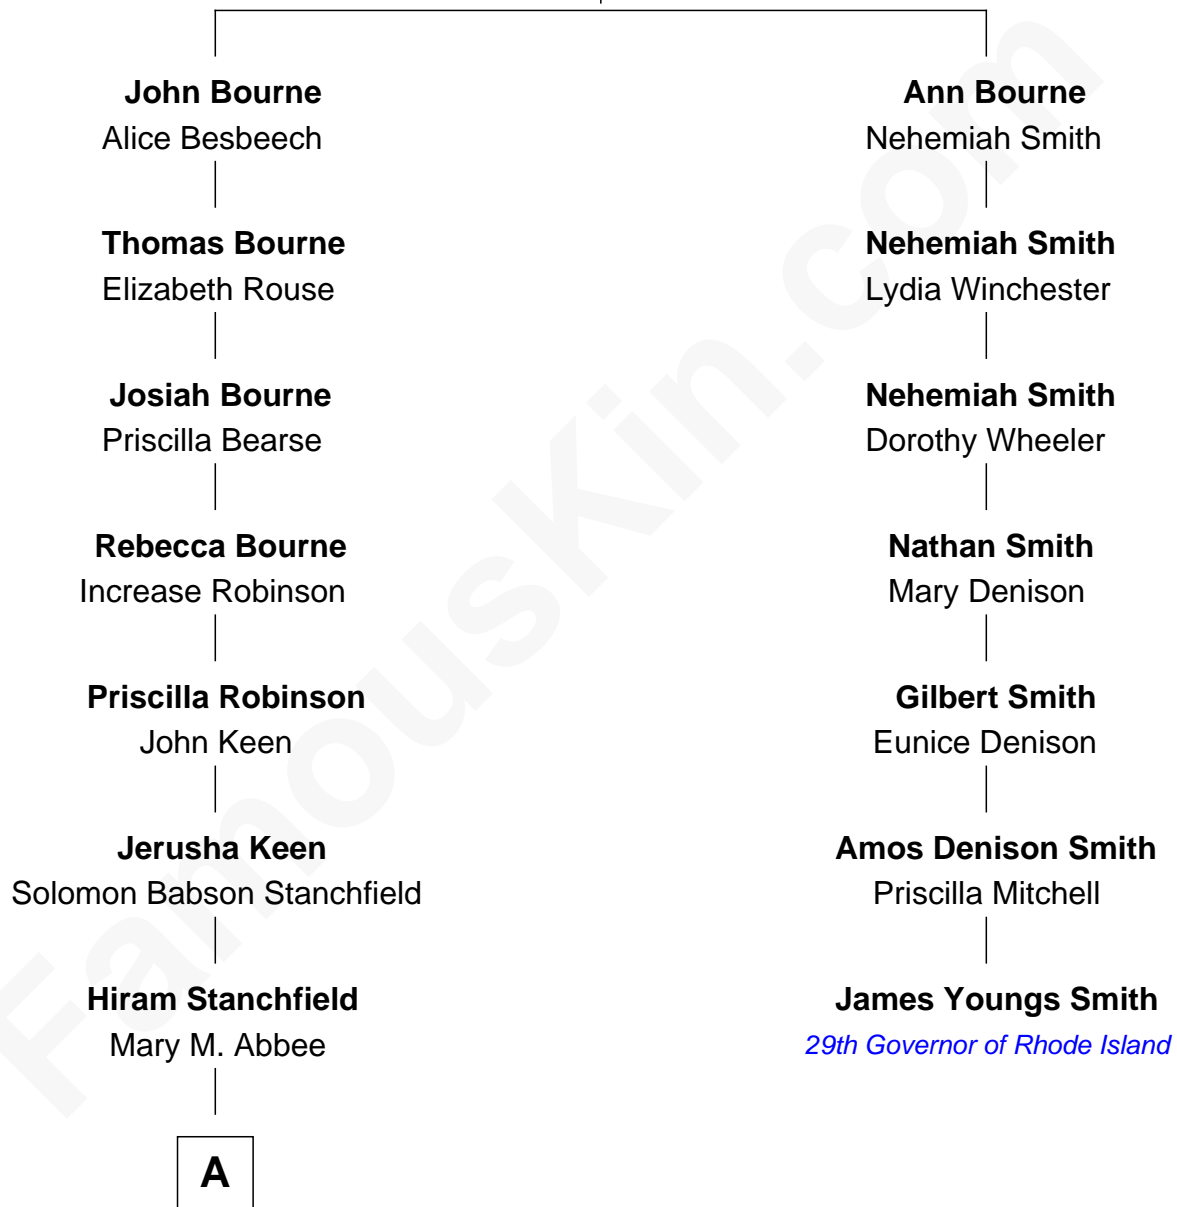 John Bourne
Alice Besbeech
Ann Bourne
Nehemiah Smith
Thomas Bourne
Elizabeth Rouse
Nehemiah Smith
Lydia Winchester
Josiah Bourne
Priscilla Bearse
Nehemiah Smith
Dorothy Wheeler
Rebecca Bourne
Increase Robinson
Nathan Smith
Mary Denison
Priscilla Robinson
John Keen
Gilbert Smith
Eunice Denison
Jerusha Keen
Solomon Babson Stanchfield
Amos Denison Smith
Priscilla Mitchell
Hiram Stanchfield
Mary M. Abbee
James Youngs Smith
29th Governor of Rhode Island
A
FamousKin.com